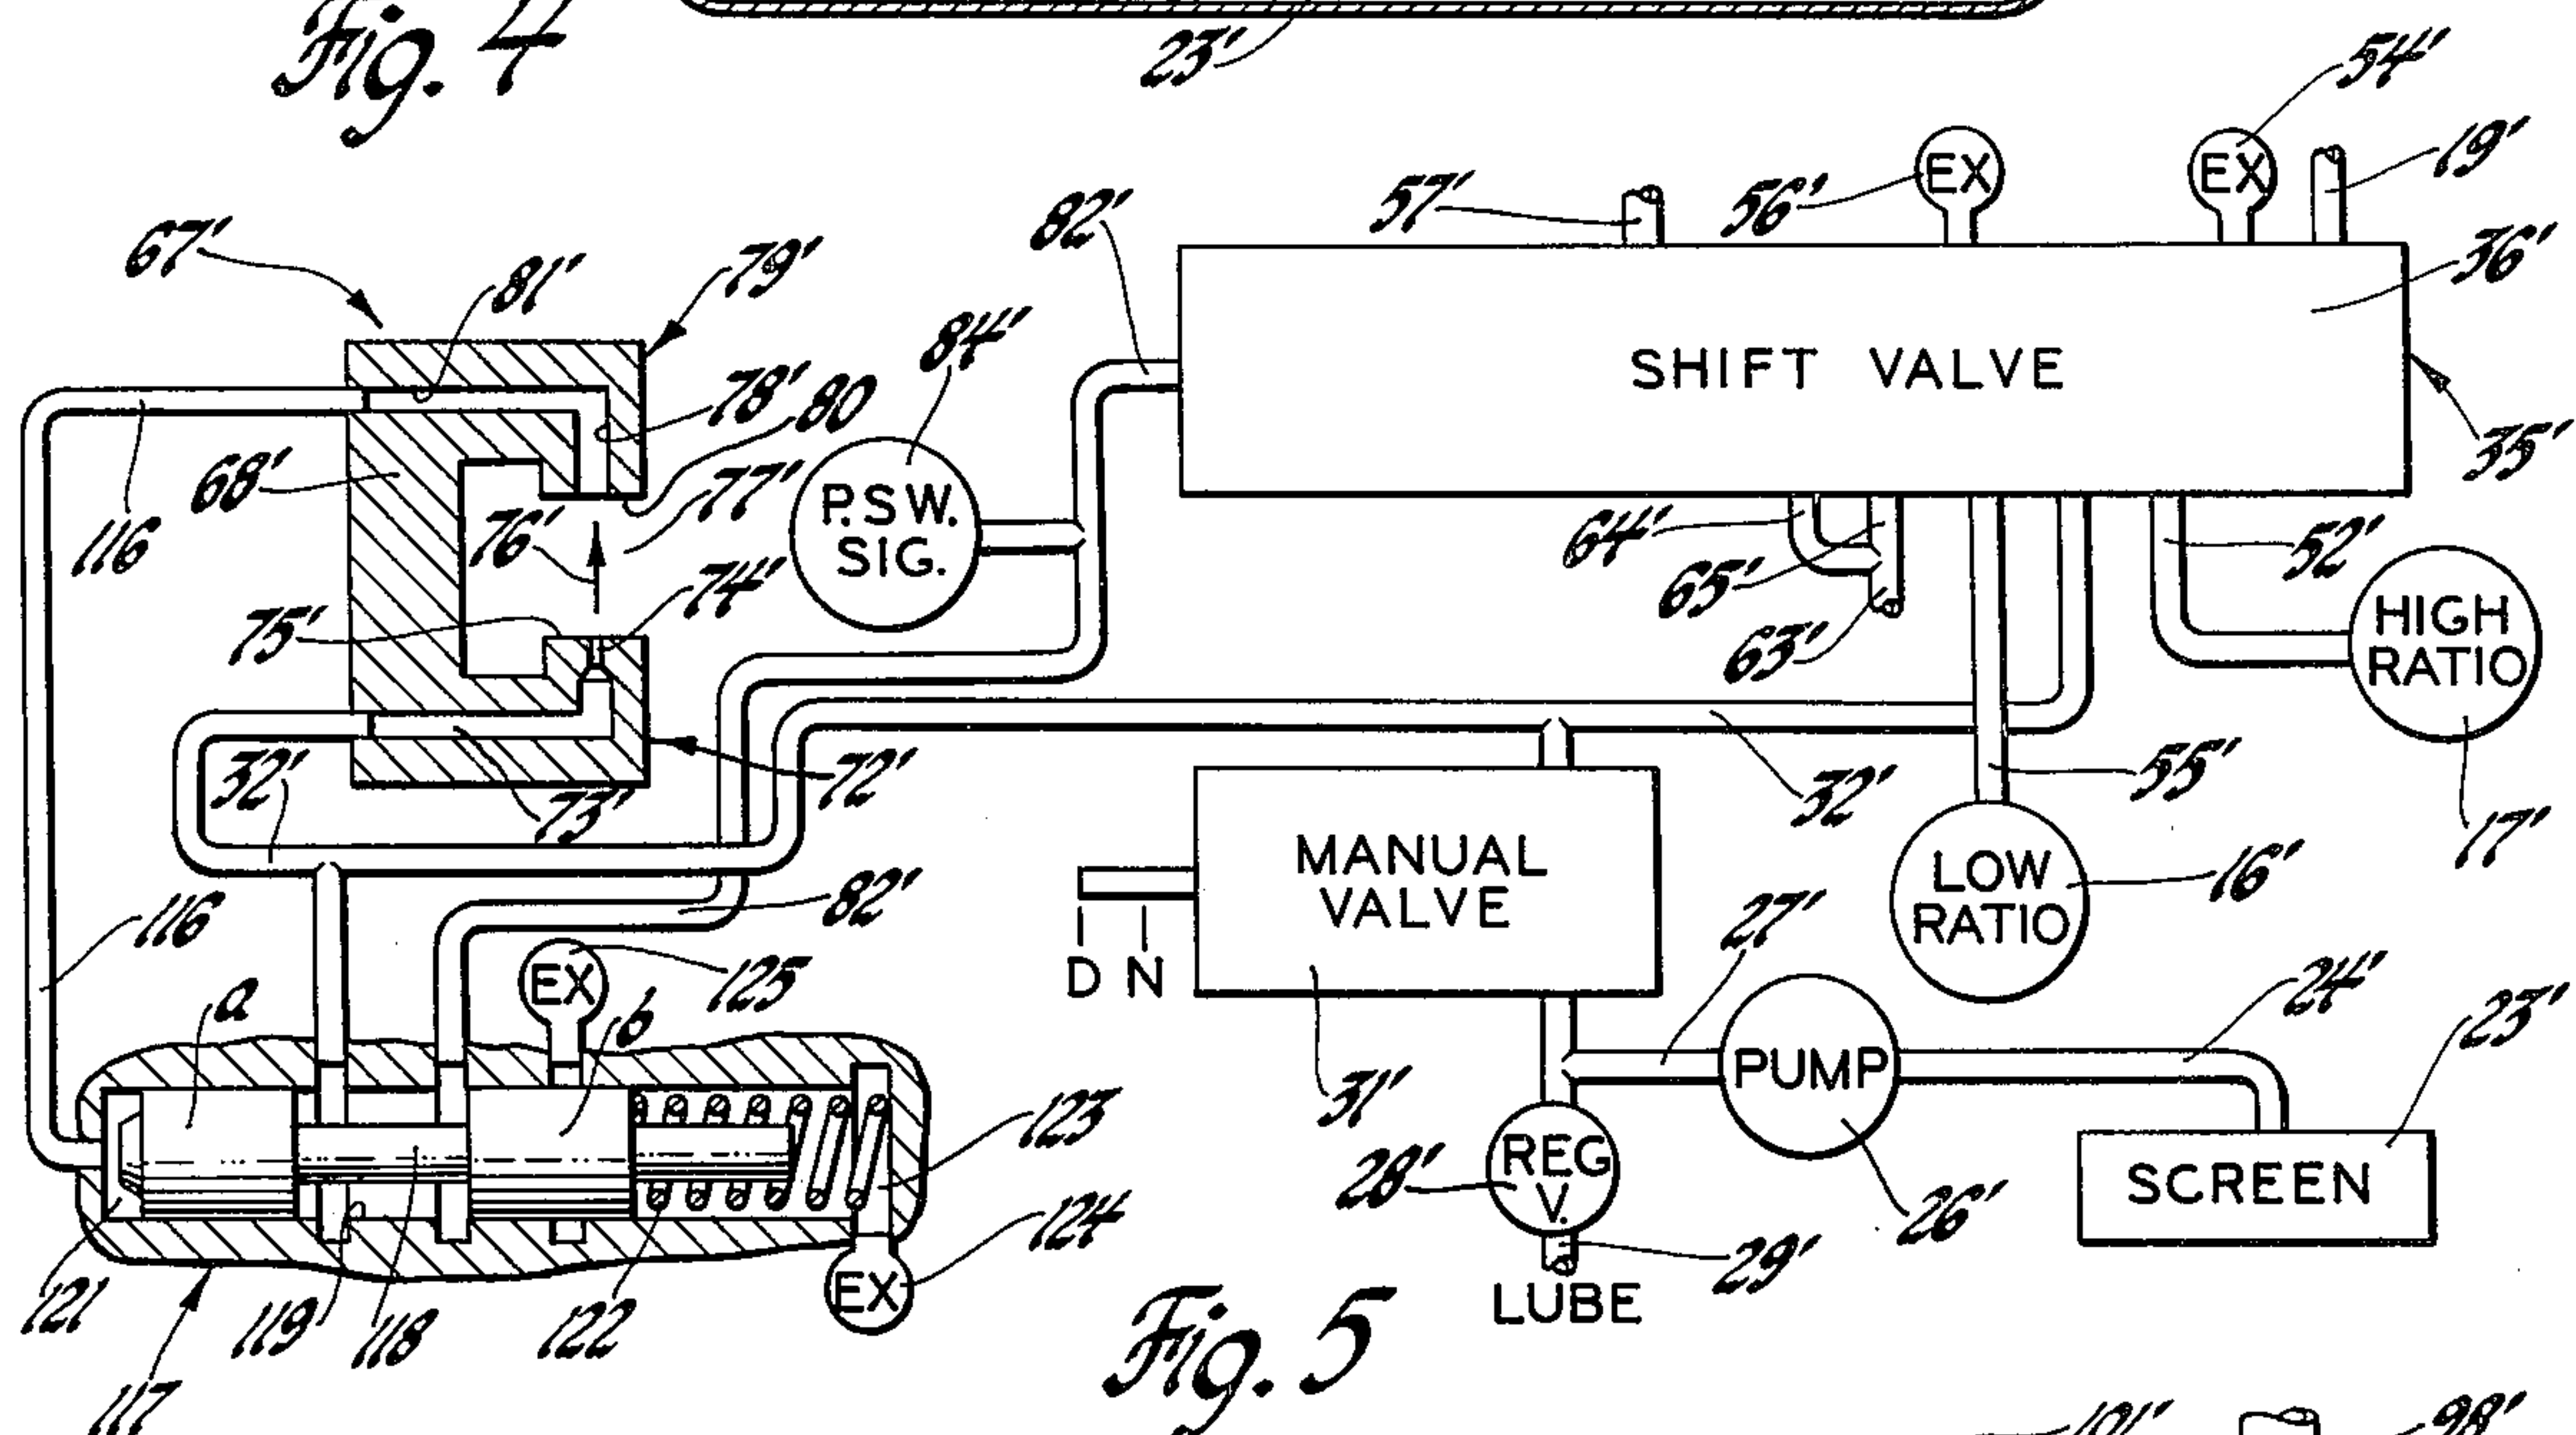 Fig. 4
23'
54'
EX
EX
19'
57'
56'
82'
67'
81'
79'
36'
84'
SHIFT VALVE
78'
80
35'
68'
77'
P.S.W.
SIG.
116
76'
64'
52'
74'
65'
75'
63'
HIGH
RATIO
32'
73'
72'
32'
55'
17'
MANUAL
VALVE
LOW
RATIO
16'
82'
116
27'
24'
EX
125
D N
23'
a
b
31'
PUMP
123
REG
V.
28'
SCREEN
26'
124
29'
121
119
118
122
EX
LUBE
117
Fig. 5
101'
98'